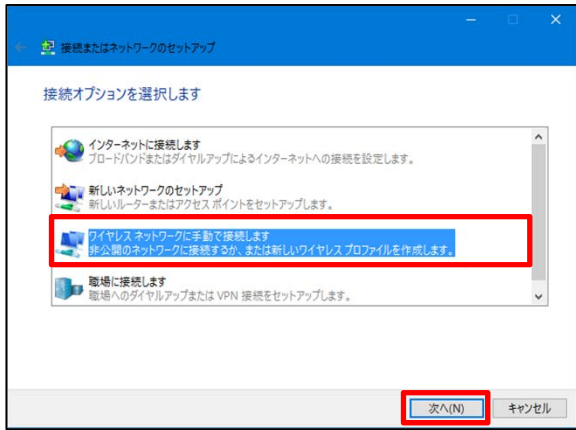 接続またはネットワークのセットアップ
接続オプションを選択します
インターネットに接続します
ブロードバンドまたはダイヤルアップによるインターネットへの接続を設定します。
新しいネットワークのセットアップ
新しいルーターまたはアクセス ポイントをセットアップします。
ワイヤレス ネットワークに手動で接続します
非公開のネットワークに接続するか、または新しいワイヤレス プロファイルを作成します。
職場に接続します
職場へのダイヤルアップまたは VPN 接続をセットアップします。
次へ(N) キャンセル